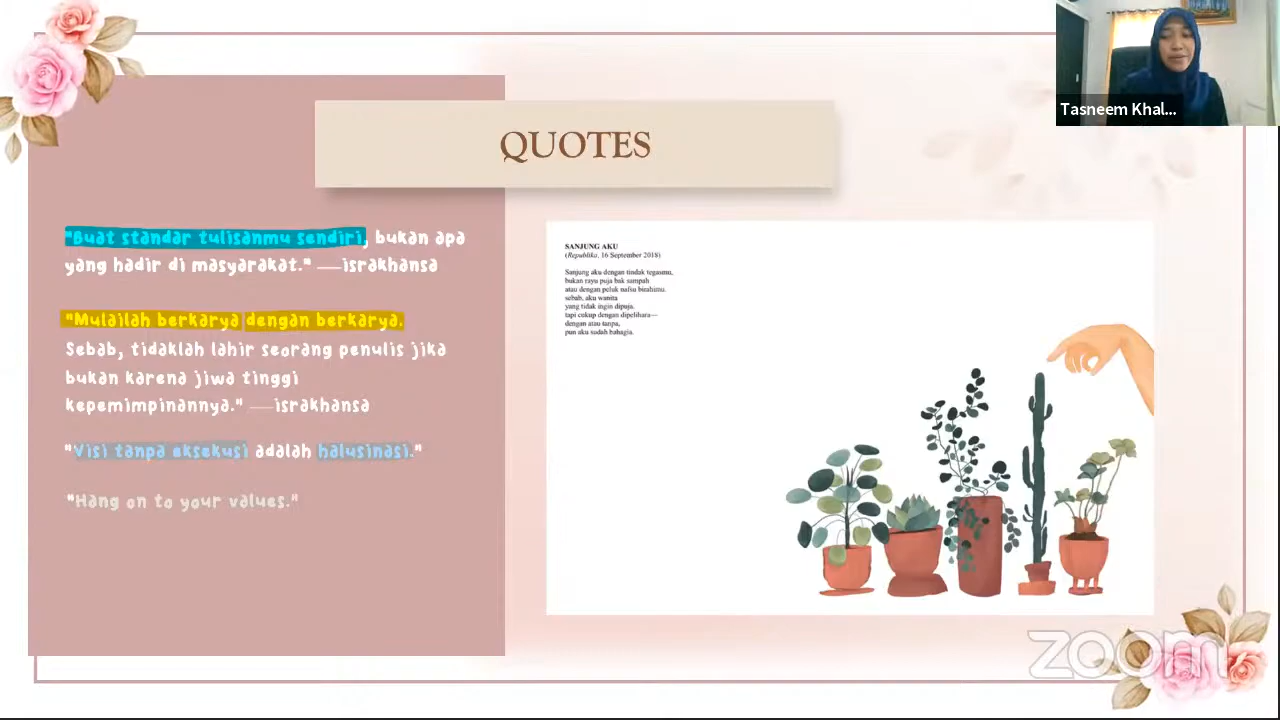 QUOTES
"Buat standar tulisanmu sendiri, bukan apa
yang hadir di masyarakat." —israkhansa
"Mulailah berkarya dengan berkarya.
Sebab, tidaklah lahir seorang penulis jika
bukan karena jiwa tinggi
kepemimpinannya." —israkhansa
"Visi tanpa eksekusi adalah halusinasi."
"Hang on to your values."
SANJUNG AKU
(Republika, 16 September 2018)
Sanjung aku dengan tindak tegasmu,
bukan rayu puja bak sampah
atau dengan peluk nafsu birahimu.
sebab, aku wanita
yang tidak ingin dipuja.
tapi cukup dengan dipelihara—
dengan atau tanpa,
pun aku sudah bahagia.
Tasneem Khal...
zoom